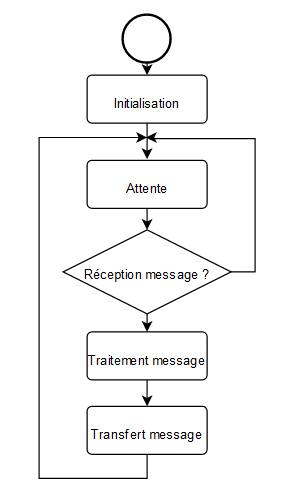 Initialisation
Attente
Réception message ?
Traitement message
Transfert message